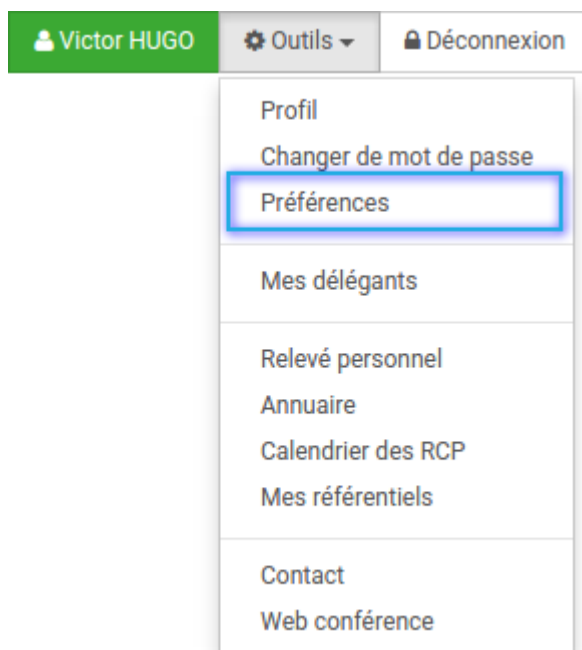 Victor HUGO Outils Déconnexion
Profil
Changer de mot de passe
Préférences
Mes délégants
Relevé personnel
Annuaire
Calendrier des RCP
Mes référentiels
Contact
Web conférence